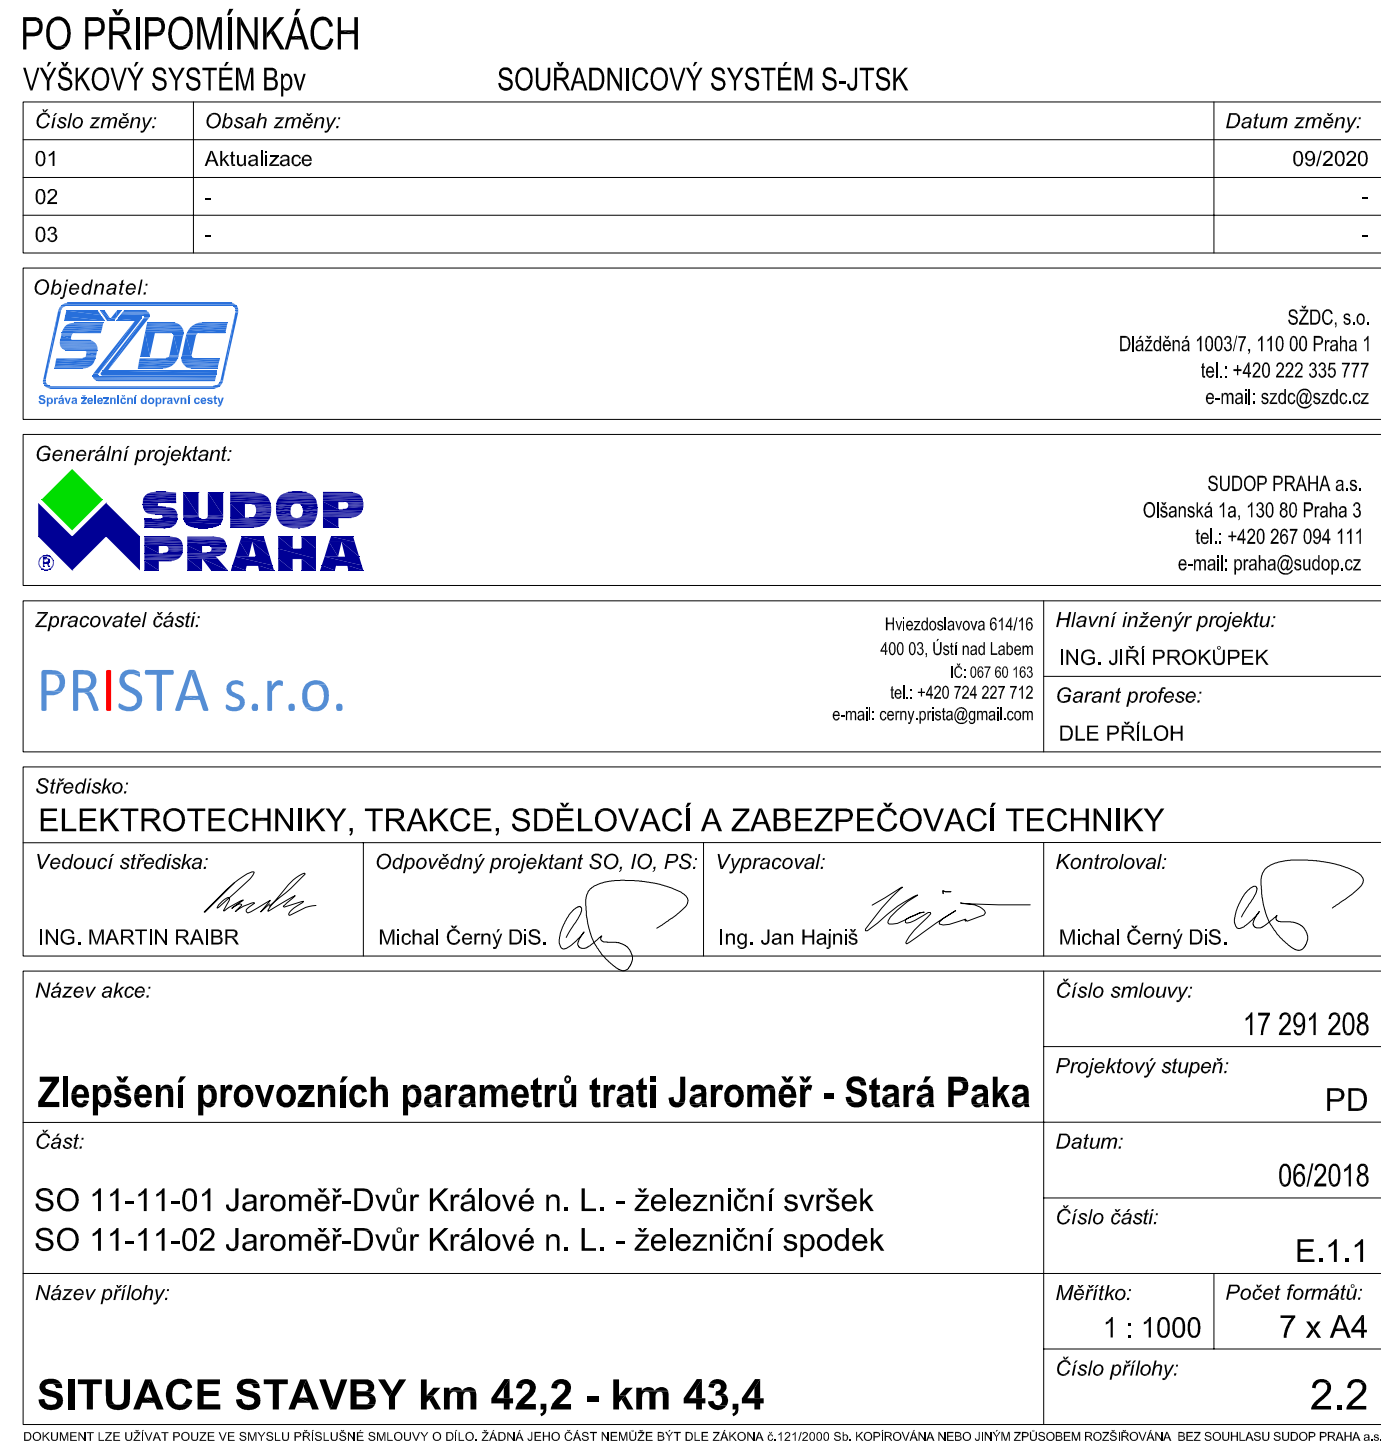 PO PŘIPOMÍNKÁCH
VÝŠKOVÝ SYSTÉM Bpv SOUŘADNICOVÝ SYSTÉM S-JTSK
Číslo změny: Obsah změny: Datum změny:
01 Aktualizace 09/2020
02 - -
03 - -
Objednatel:
SŽDC
Správa železniční dopravní cesty
SŽDC, s.o.
Dlážděná 1003/7, 110 00 Praha 1
tel.: +420 222 335 777
e-mail: szdc@szdc.cz
Generální projektant:
SUDOP
PRAHA
®
SUDOP PRAHA a.s.
Olšanská 1a, 130 80 Praha 3
tel.: +420 267 094 111
e-mail: praha@sudop.cz
Zpracovatel části:
PRISTA s.r.o.
Hviezdoslavova 614/16
400 03, Ústí nad Labem
IČ: 067 60 163
tel.: +420 724 227 712
e-mail: cerny.prista@gmail.com
Hlavní inženýr projektu:
ING. JIŘÍ PROKŮPEK
Garant profese:
DLE PŘÍLOH
Středisko:
ELEKTROTECHNIKY, TRAKCE, SDĚLOVACÍ A ZABEZPEČOVACÍ TECHNIKY
Vedoucí střediska: Odpovědný projektant SO, IO, PS: Vypracoval: Kontroloval:
ING. MARTIN RAIBR Michal Černý DiS. Ing. Jan Hajniš Michal Černý DiS.
Název akce:
Zlepšení provozních parametrů trati Jaroměř - Stará Paka
Číslo smlouvy:
17 291 208
Projektový stupeň:
PD
Část:
SO 11-11-01 Jaroměř-Dvůr Králové n. L. - železniční svršek
SO 11-11-02 Jaroměř-Dvůr Králové n. L. - železniční spodek
Datum:
06/2018
Číslo části:
E.1.1
Název přílohy:
SITUACE STAVBY km 42,2 - km 43,4
Měřítko: Počet formátů:
1 : 1000 7 x A4
Číslo přílohy:
2.2
DOKUMENT LZE UŽÍVAT POUZE VE SMYSLU PŘÍSLUŠNÉ SMLOUVY O DÍLO. ŽÁDNÁ JEHO ČÁST NEMŮŽE BÝT DLE ZÁKONA č.121/2000 Sb. KOPÍROVÁNA NEBO JINÝM ZPŮSOBEM ROZŠIŘOVÁNA BEZ SOUHLASU SUDOP PRAHA a.s.